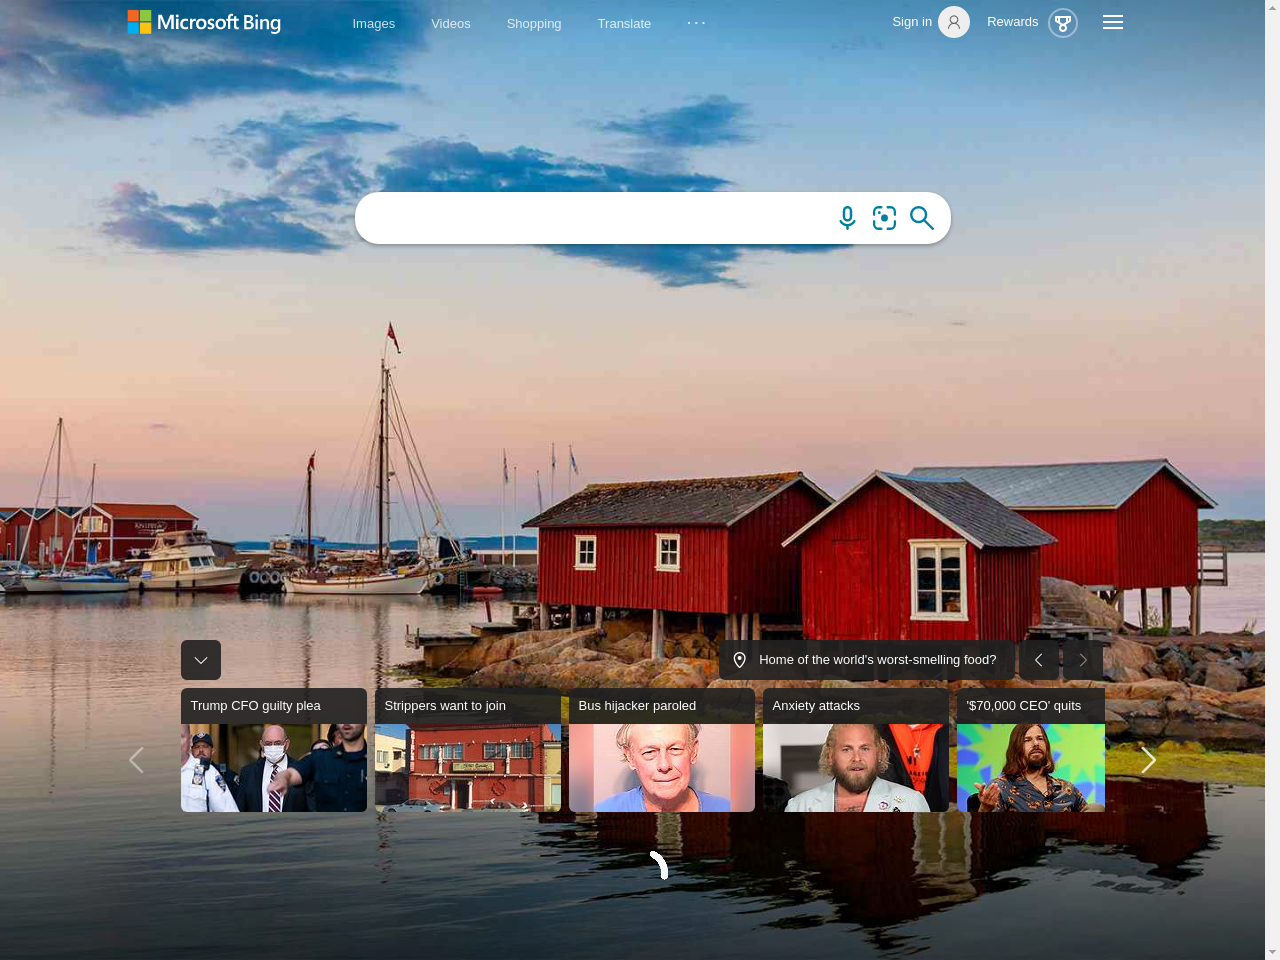 Microsoft Bing
Images
Videos
Shopping
Translate
Sign in
Rewards
Home of the world's worst-smelling food?
Trump CFO guilty plea
Strippers want to join
Bus hijacker paroled
Anxiety attacks
'$70,000 CEO' quits